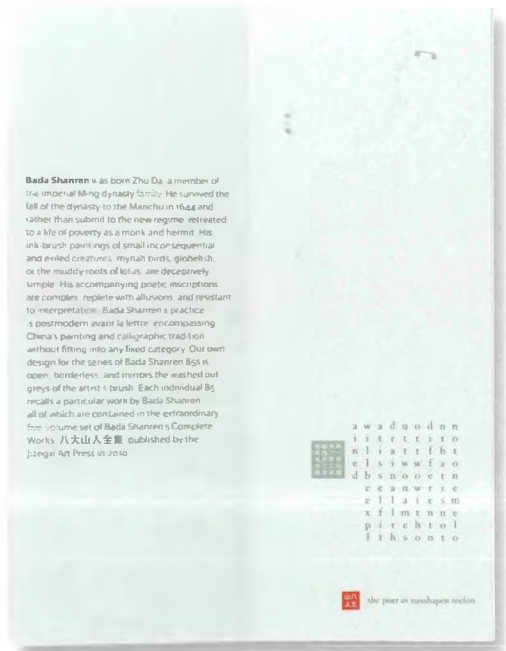 Bada Shanren was born Zhu Da, a member of
the imperial Ming dynasty family. He survived the
fall of the dynasty to the Manchu in 1644 and
rather than submit to the new regime, retreated
to a life of poverty as a monk and hermit. His
ink-brush paintings of small inconsequential
and exiled creatures, mynah birds, globefish,
or the muddy roots of lotus, are deceptively
simple. His accompanying poetic inscriptions
are complex, replete with allusions, and resistant
to interpretation. Bada Shanren's practice
is postmodern avant la lettre, encompassing
China's painting and calligraphic tradition
without fitting into any fixed category. Our own
design for the series of Bada Shanren B5s is
open, borderless, and mirrors the washed out
greys of the artist's brush. Each individual B5
recalls a particular work by Bada Shanren
all of which are contained in the extraordinary
five-volume set of Bada Shanren's Complete
Works 八大山人全集 published by the
Jiangxi Art Press in 2010
a w a d u o d n n
i i t r t t i t o
n l i a t t f h t
e l s i w w f a o
d b s n o o e t n
e e a n w r i e
e l l a i e s m
x f l m t n n e
p i t e h t o l
l t h s o n t o
the poet as misshapen melon